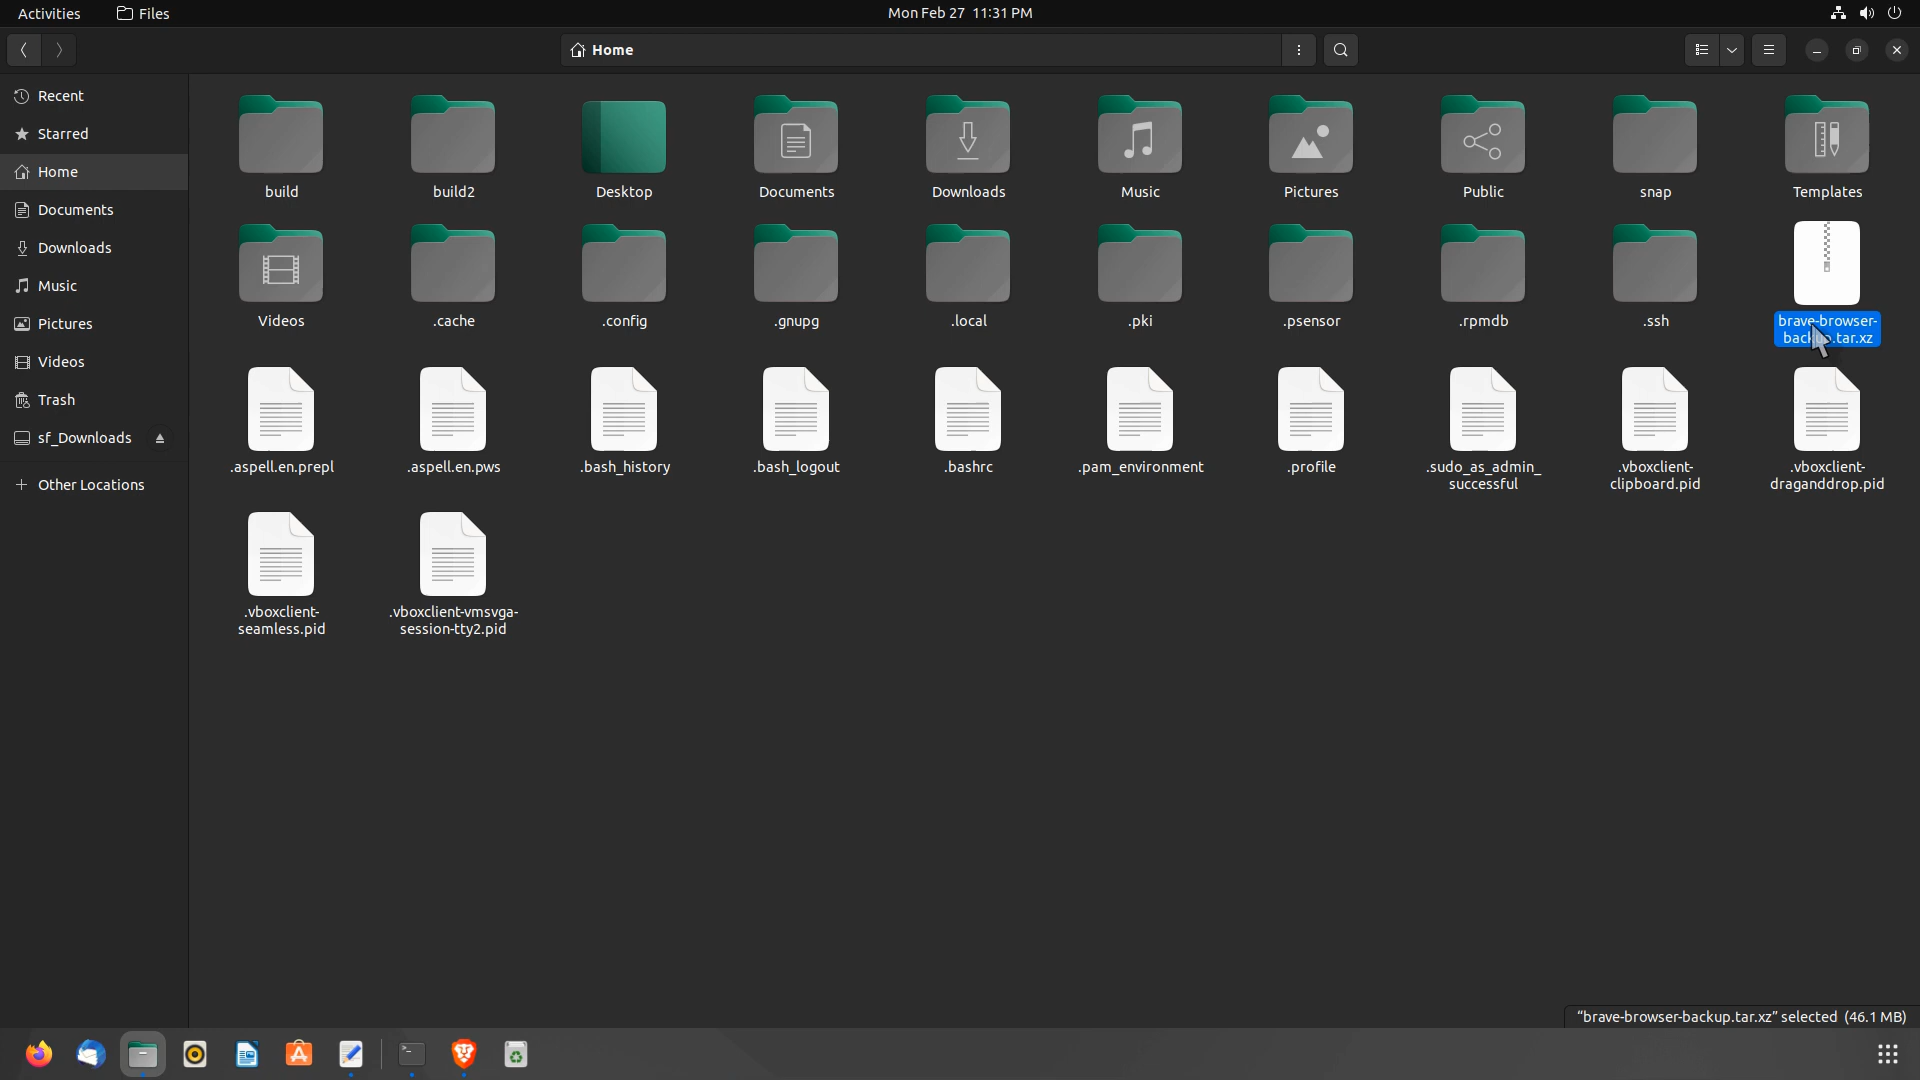 Activities Files Mon Feb 27 11:31 PM
Home
Recent
Starred
Home
Documents
Downloads
Music
Pictures
Videos
Trash
sf_Downloads
Other Locations
build build2 Desktop Documents Downloads Music Pictures Public snap Templates
Videos .cache .config .gnupg .local .pki .psensor .rpmdb .ssh brave-browser-
backup.tar.xz
.aspell.en.prepl .aspell.en.pws .bash_history .bash_logout .bashrc .pam_environment .profile .sudo_as_admin_ .vboxclient- .vboxclient-
successful clipboard.pid draganddrop.pid
.vboxclient- .vboxclient-vmsvga-
seamless.pid session-tty2.pid
“brave-browser-backup.tar.xz” selected (46.1 MB)